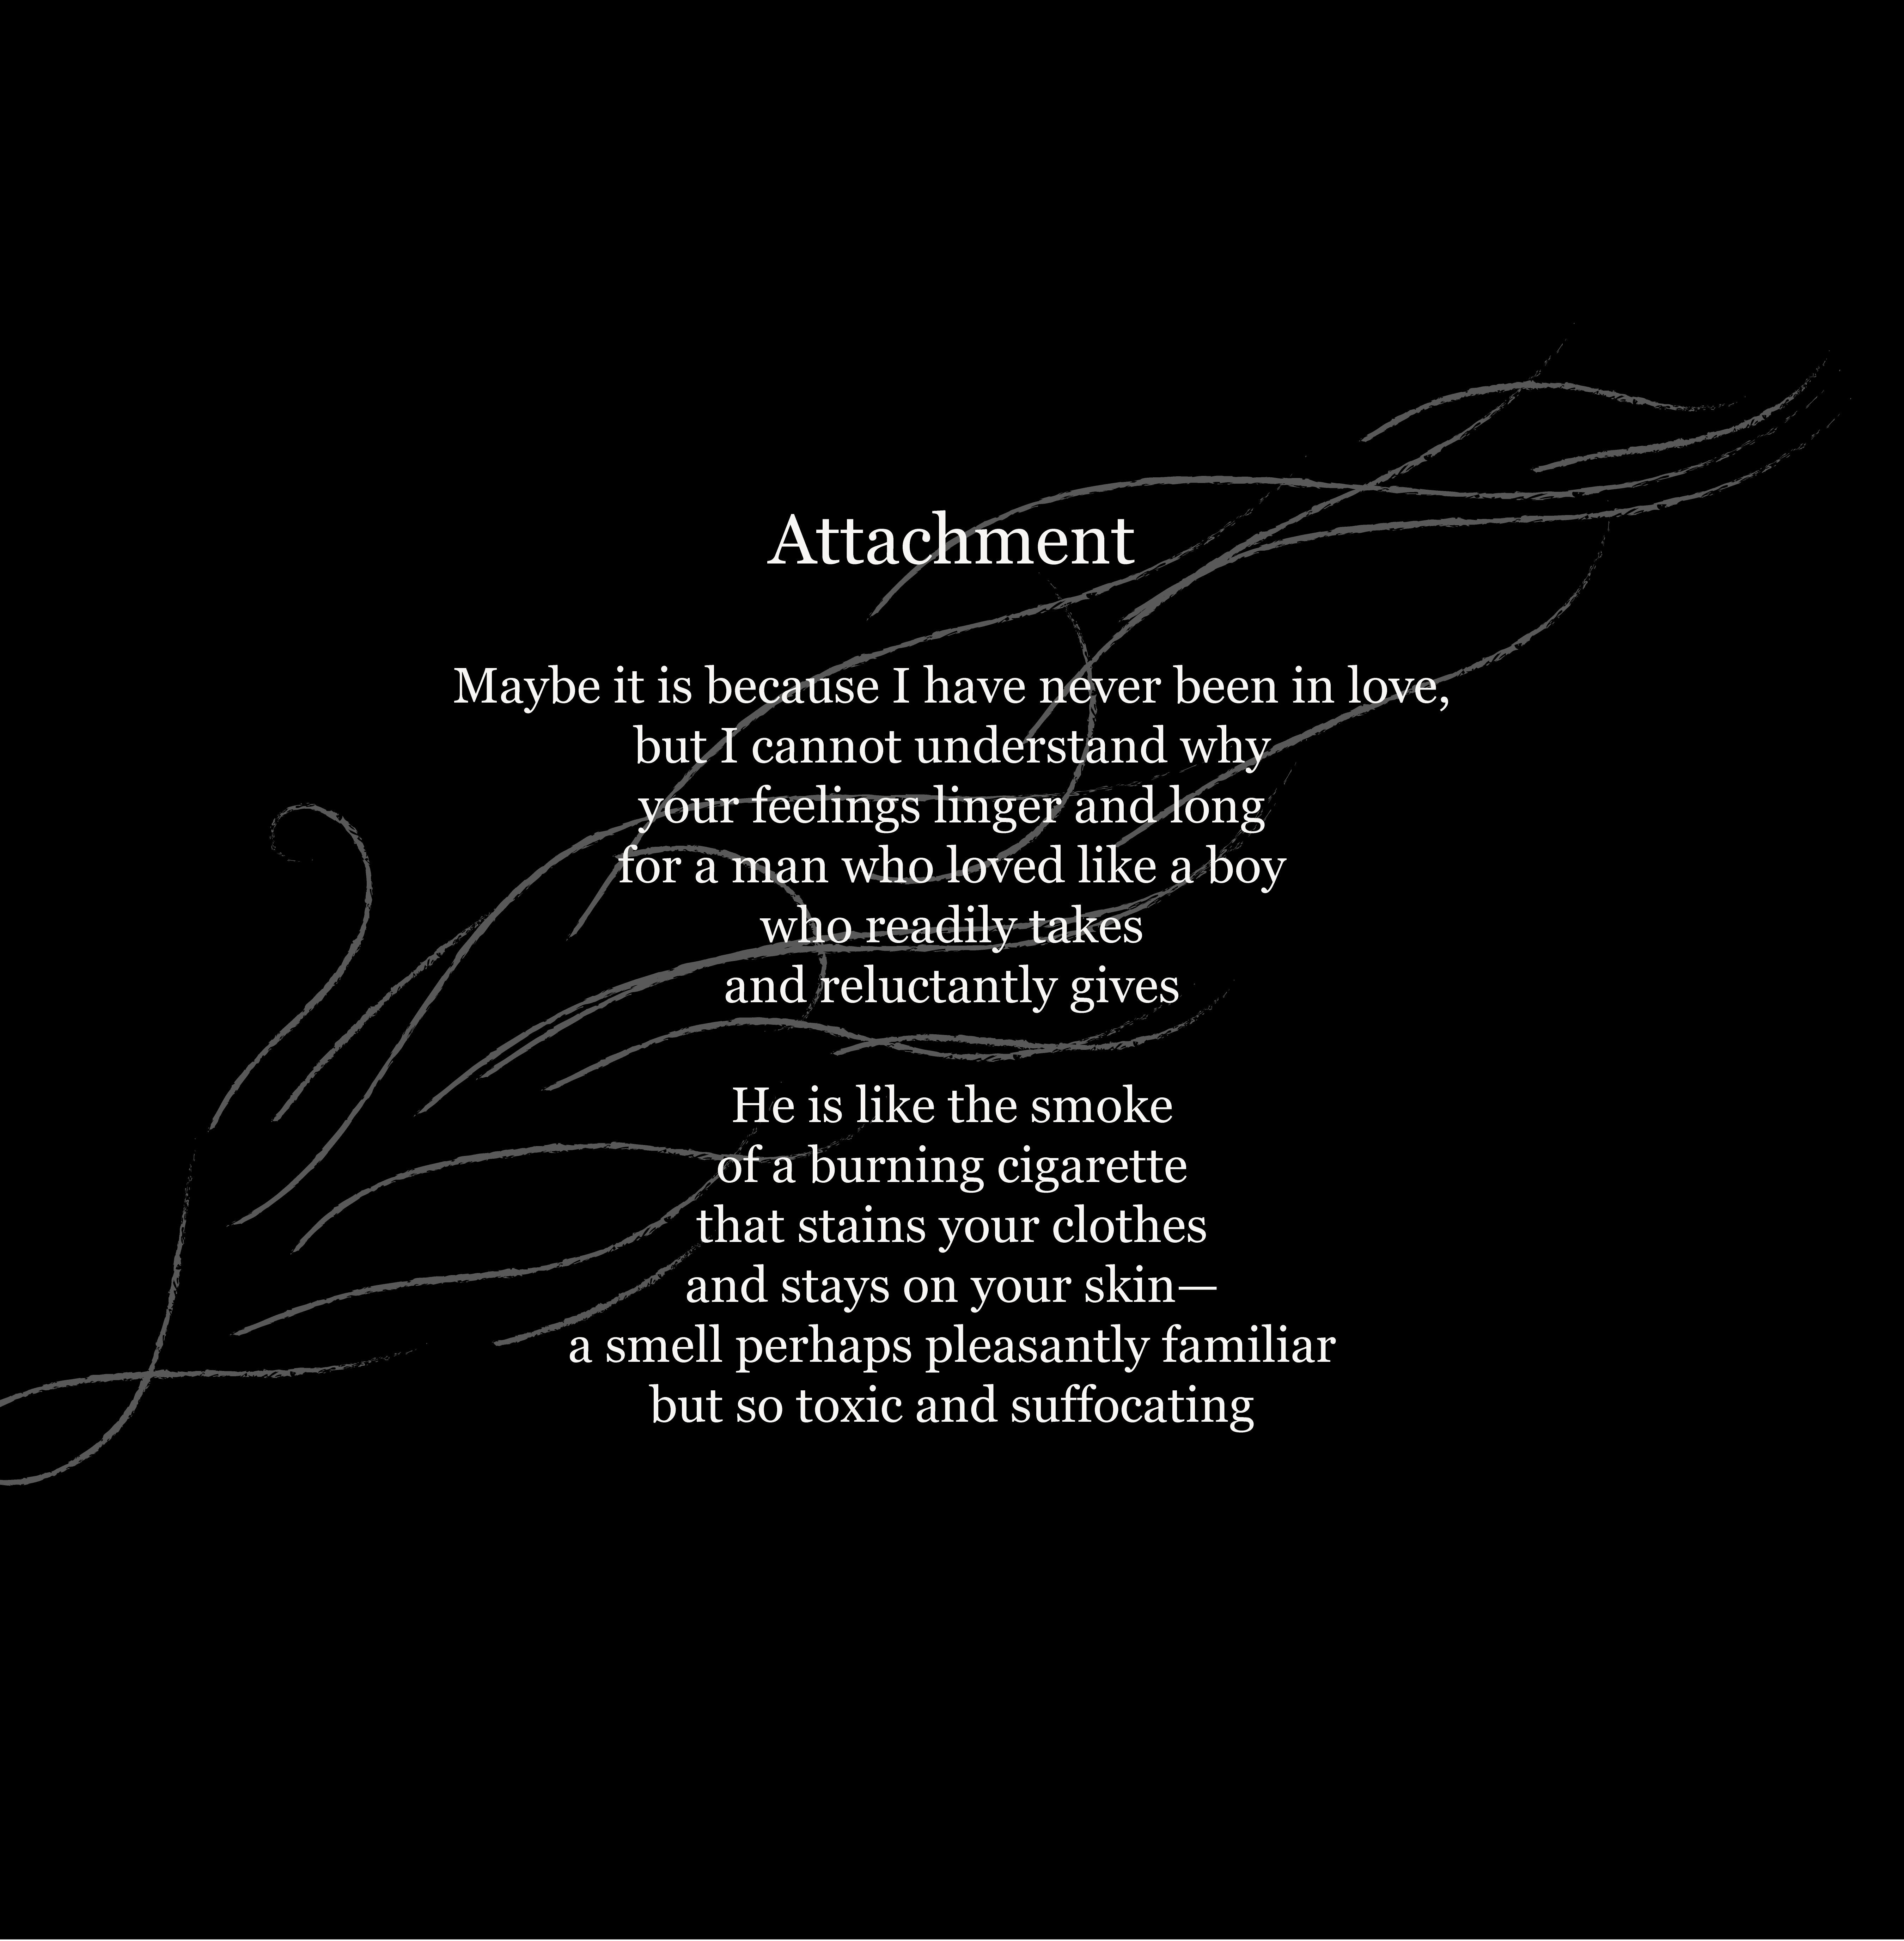 Attachment
Maybe it is because I have never been in love,
but I cannot understand why
your feelings linger and long
for a man who loved like a boy
who readily takes
and reluctantly gives
He is like the smoke
of a burning cigarette
that stains your clothes
and stays on your skin—
a smell perhaps pleasantly familiar
but so toxic and suffocating